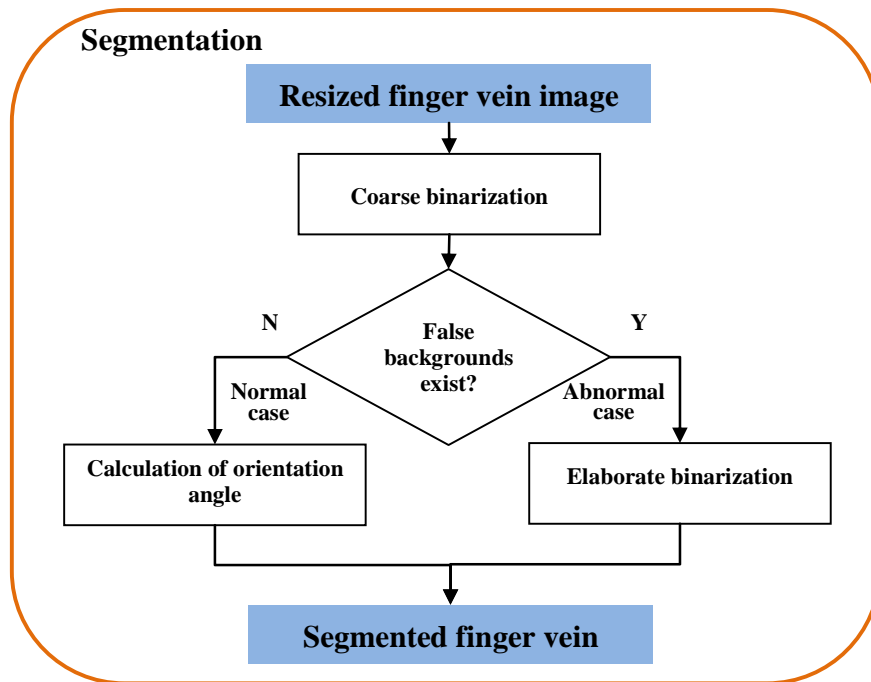 Segmentation
Resized finger vein image
Coarse binarization
False
backgrounds
exist?
N
Y
Normal
case
Abnormal
case
Calculation of orientation
angle
Elaborate binarization
Segmented finger vein